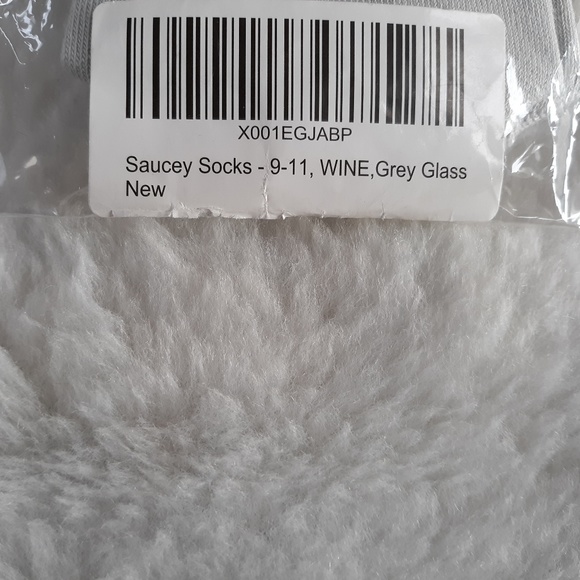 X001EGJABP
Saucey Socks - 9-11, WINE,Grey Glass
New